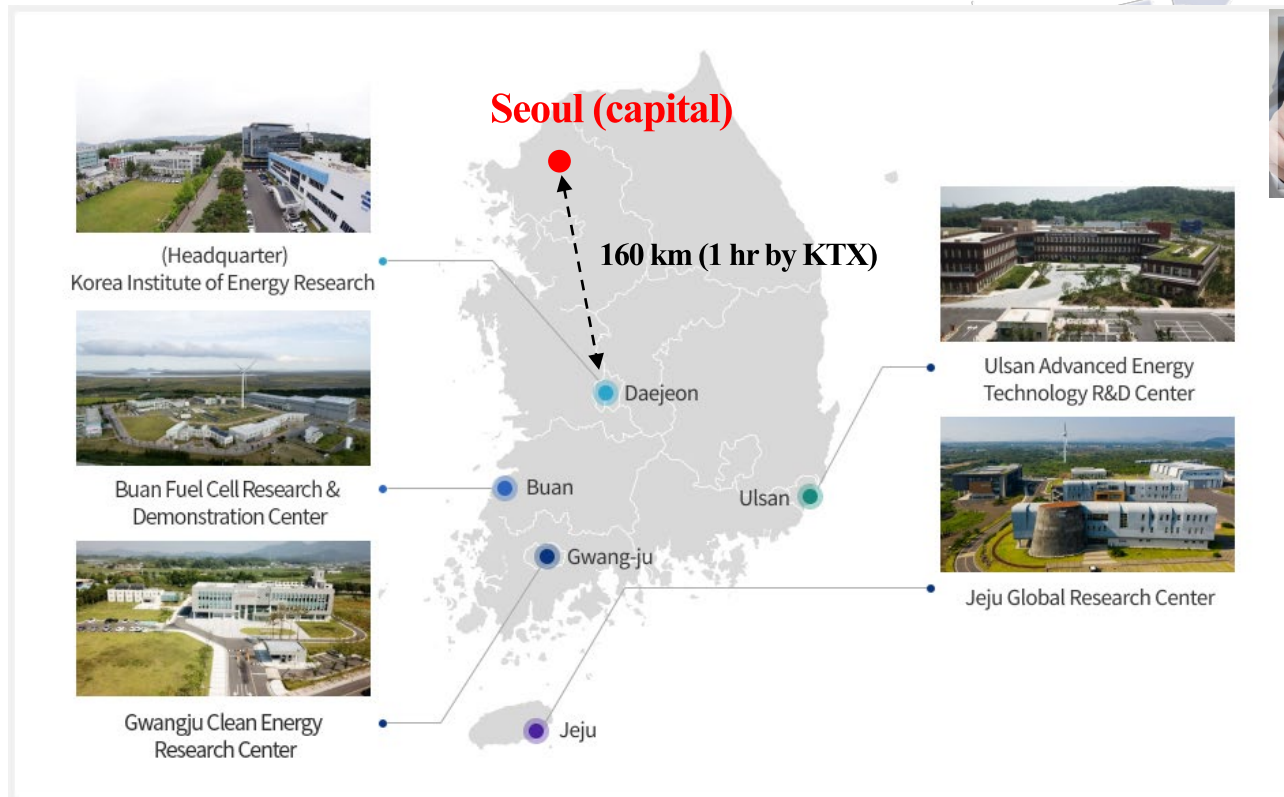 Seoul (capital)
160 km (1 hr by KTX)
(Headquarter)
Korea Institute of Energy Research
Buan Fuel Cell Research &
Demonstration Center
Gwangju Clean Energy
Research Center
Daejeon
Buan
Ulsan
Gwang-ju
Jeju
Ulsan Advanced Energy
Technology R&D Center
Jeju Global Research Center